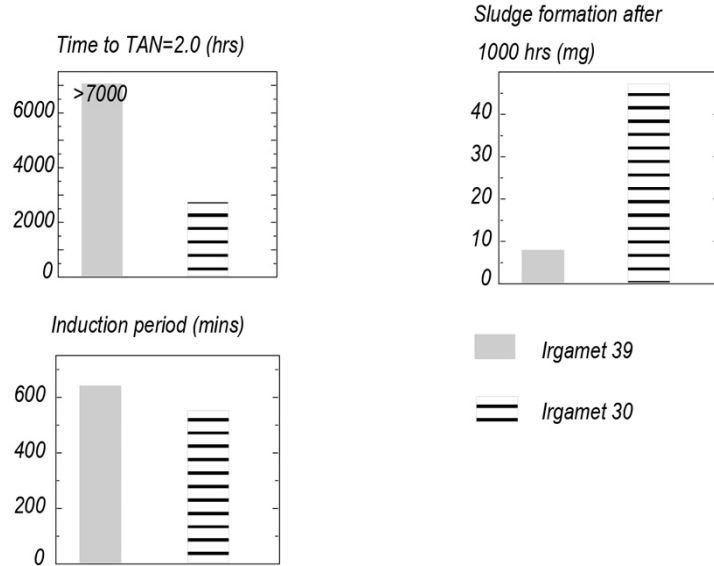 Time to TAN=2.0 (hrs)
>7000
6000
4000
2000
0
Sludge formation after
1000 hrs (mg)
40
30
20
10
0
Induction period (mins)
600
400
200
0
Irgamet 39
Irgamet 30